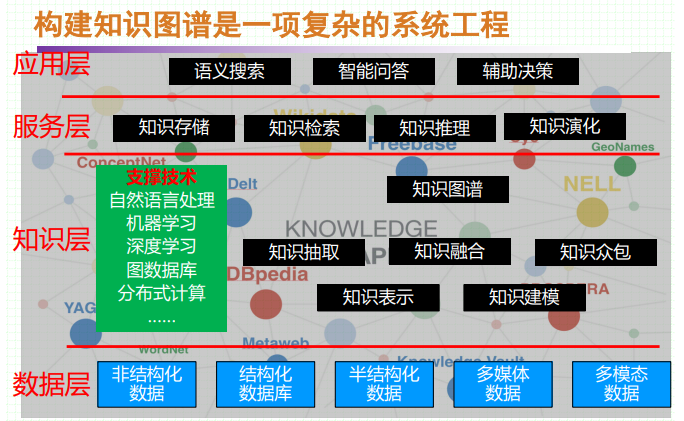 构建知识图谱是一项复杂的系统工程
应用层
语义搜索
智能问答
辅助决策
服务层
知识存储
知识检索
知识推理
知识演化
Freebase
GeoNames
ConceptNet
支撑技术
自然语言处理
机器学习
深度学习
图数据库
分布式计算
......
知识层
知识图谱
NELL
KNOWLEDGE
知识抽取
知识融合
知识众包
DBpedia
知识表示
知识建模
YAG
WordNet
Metaweb
Knowledge Vault
数据层
非结构化
数据
结构化
数据库
半结构化
数据
多媒体
数据
多模态
数据